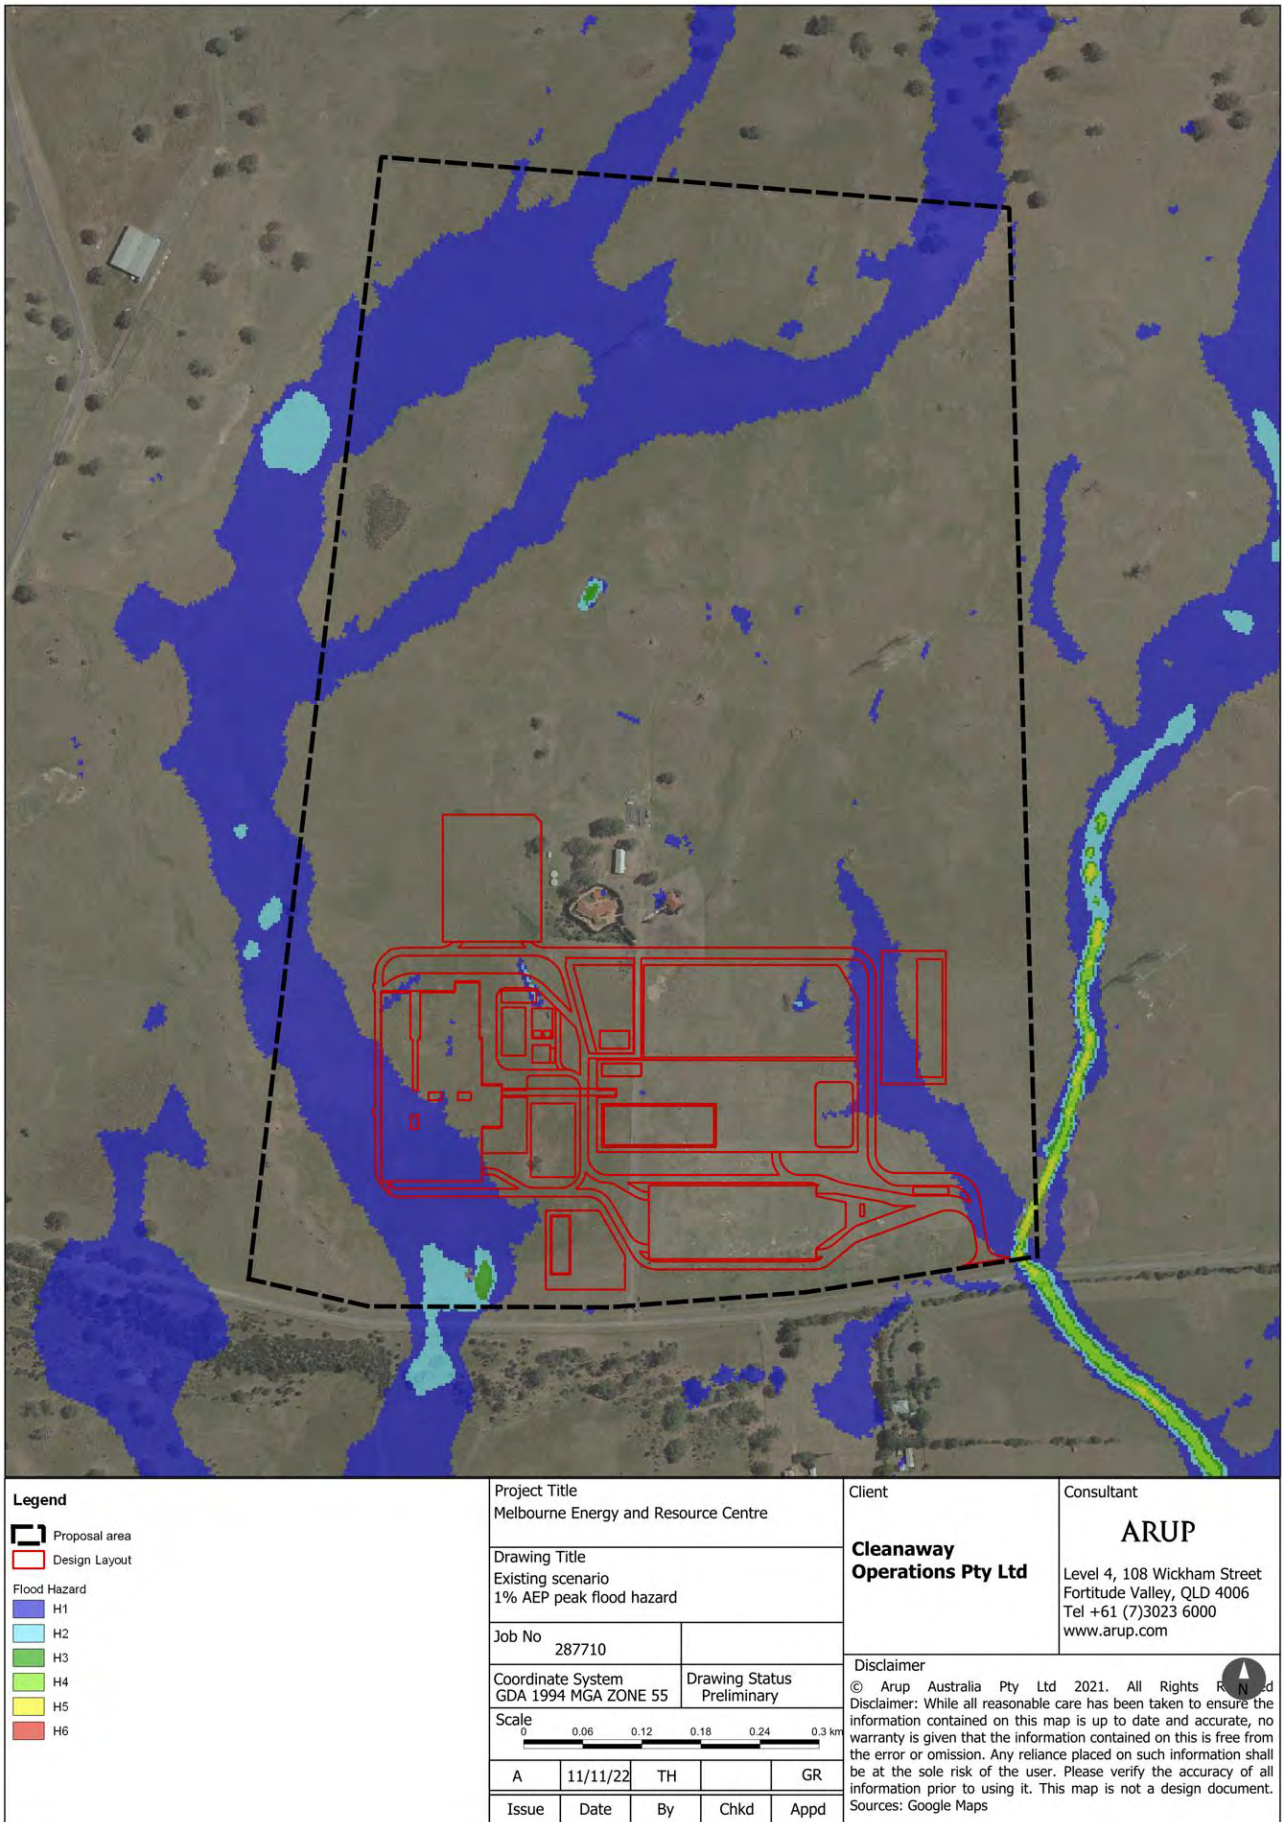 Legend
Proposal area
Design Layout
Flood Hazard
H1
H2
H3
H4
H5
H6
Project Title
Melbourne Energy and Resource Centre
Drawing Title
Existing scenario
1% AEP peak flood hazard
Job No
287710
Coordinate System
GDA 1994 MGA ZONE 55
Drawing Status
Preliminary
Scale
0 0.06 0.12 0.18 0.24 0.3 km
A 11/11/22 TH GR
Issue Date By Chkd Appd
Client
Cleanaway
Operations Pty Ltd
Consultant
ARUP
Level 4, 108 Wickham Street
Fortitude Valley, QLD 4006
Tel +61 (7)3023 6000
www.arup.com
Disclaimer
N
© Arup Australia Pty Ltd 2021. All Rights
Disclaimer: While all reasonable care has been taken to ensure the
information contained on this map is up to date and accurate, no
warranty is given that the information contained on this is free from
the error or omission. Any reliance placed on such information shall
be at the sole risk of the user. Please verify the accuracy of all
information prior to using it. This map is not a design document.
Sources: Google Maps